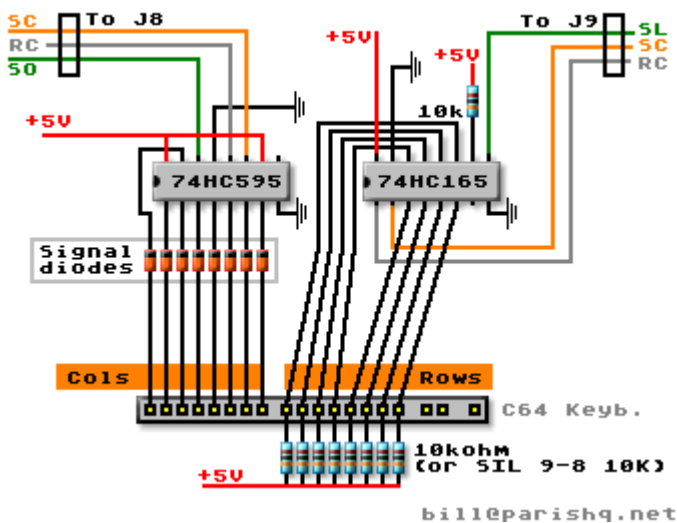 SC
To J8
RC
SO
+5V
+5V
+5V
To J9
SL
SC
RC
10k
74HC595
74HC165
Signal
diodes
Cols
Rows
C64 Keyb.
10kohm
(or SIL 9-8 10K)
+5V
bill@parishq.net